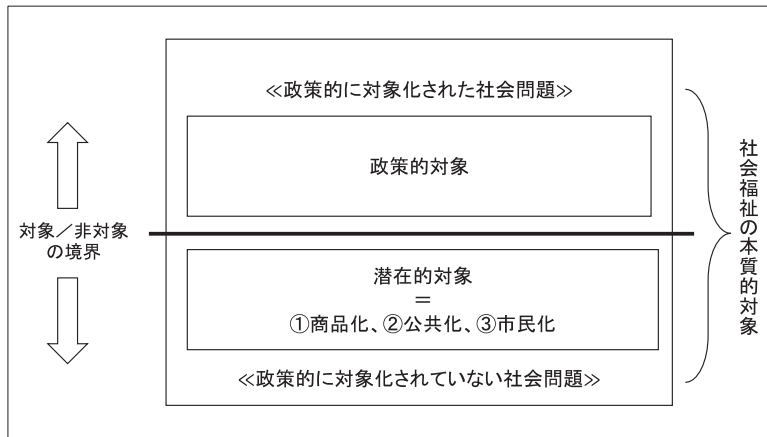 ≪政策的に対象化された社会問題≫
政策的対象
対象／非対象
の境界
潜在的対象
＝
①商品化、②公共化、③市民化
≪政策的に対象化されていない社会問題≫
社会福祉の本質的対象